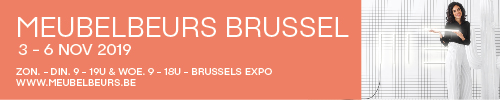 MEUBELBEURS BRUSSEL
3 – 6 NOV 2019
ZON. – DIN. 9 – 19U & WOE. 9 – 18U – BRUSSELS EXPO
WWW.MEUBELBEURS.BE